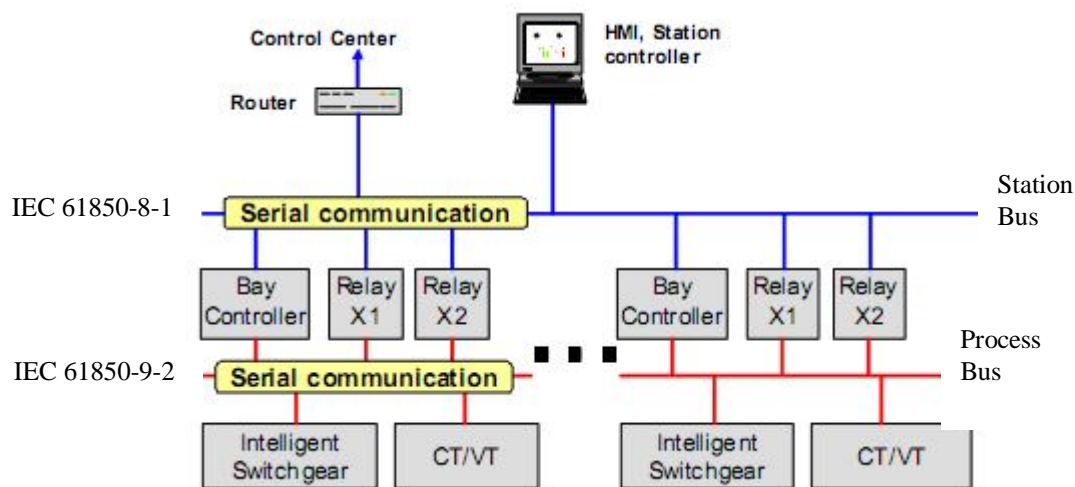 Control Center
HMI, Station
controller
Router
IEC 61850-8-1
Serial communication
Station
Bus
Bay
Controller
Relay
X1
Relay
X2
Bay
Controller
Relay
X1
Relay
X2
IEC 61850-9-2
Serial communication
Process
Bus
Intelligent
Switchgear
CT/VT
Intelligent
Switchgear
CT/VT